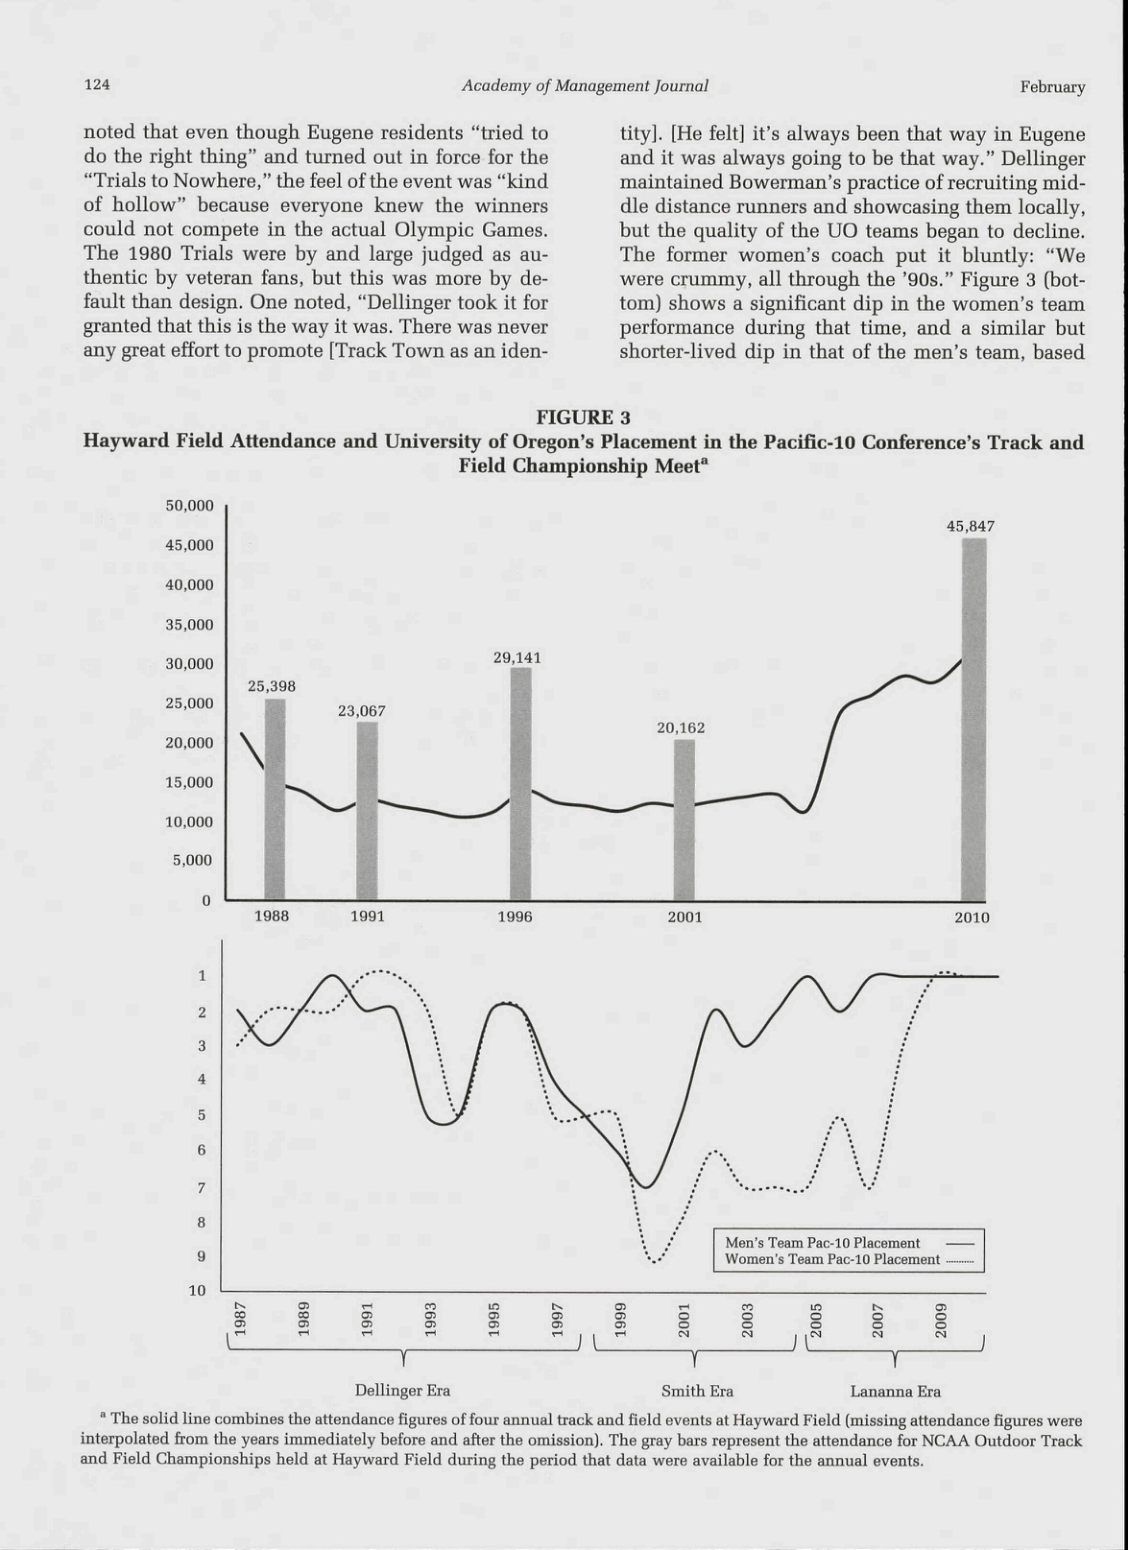 124
Academy of Management Journal
February
noted that even though Eugene residents “tried to
do the right thing” and turned out in force for the
“Trials to Nowhere,” the feel of the event was “kind
of hollow” because everyone knew the winners
could not compete in the actual Olympic Games.
The 1980 Trials were by and large judged as au-
thentic by veteran fans, but this was more by de-
fault than design. One noted, “Dellinger took it for
granted that this is the way it was. There was never
any great effort to promote [Track Town as an iden-
tity]. [He felt] it’s always been that way in Eugene
and it was always going to be that way.” Dellinger
maintained Bowerman’s practice of recruiting mid-
dle distance runners and showcasing them locally,
but the quality of the UO teams began to decline.
The former women’s coach put it bluntly: “We
were crummy, all through the ’90s.” Figure 3 (bot-
tom) shows a significant dip in the women’s team
performance during that time, and a similar but
shorter-lived dip in that of the men’s team, based
FIGURE 3
Hayward Field Attendance and University of Oregon’s Placement in the Pacific-10 Conference’s Track and
Field Championship Meetª
50,000
45,000
40,000
35,000
30,000
25,000
20,000
15,000
10,000
5,000
0
25,398
23,067
29,141
20,162
45,847
1988
1991
1996
2001
2010
1
2
3
4
5
6
7
8
9
10
Men’s Team Pac-10 Placement
Women’s Team Pac-10 Placement
1987
1989
1991
1993
1995
1997
1999
2001
2003
2005
2007
2009
Dellinger Era
Smith Era
Lananna Era
ª The solid line combines the attendance figures of four annual track and field events at Hayward Field (missing attendance figures were
interpolated from the years immediately before and after the omission). The gray bars represent the attendance for NCAA Outdoor Track
and Field Championships held at Hayward Field during the period that data were available for the annual events.